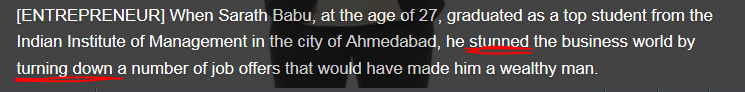 [ENTREPRENEUR] When Sarath Babu, at the age of 27, graduated as a top student from the
Indian Institute of Management in the city of Ahmedabad, he stunned the business world by
turning down a number of job offers that would have made him a wealthy man.